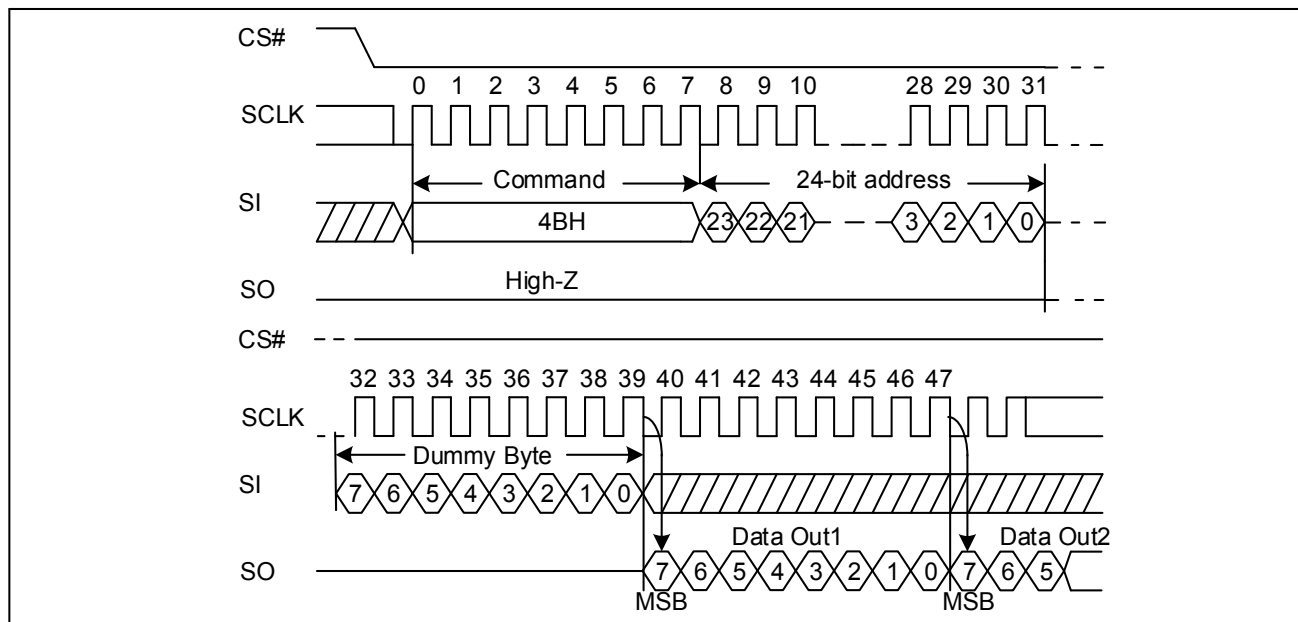 CS#
0 1 2 3 4 5 6 7 8 9 10 28 29 30 31
SCLK
Command 24-bit address
SI
4BH 23 22 21 3 2 1 0
High-Z
SO
CS#
32 33 34 35 36 37 38 39 40 41 42 43 44 45 46 47
SCLK
Dummy Byte
SI
7 6 5 4 3 2 1 0
Data Out1 Data Out2
SO
7 6 5 4 3 2 1 0 7 6 5
MSB MSB